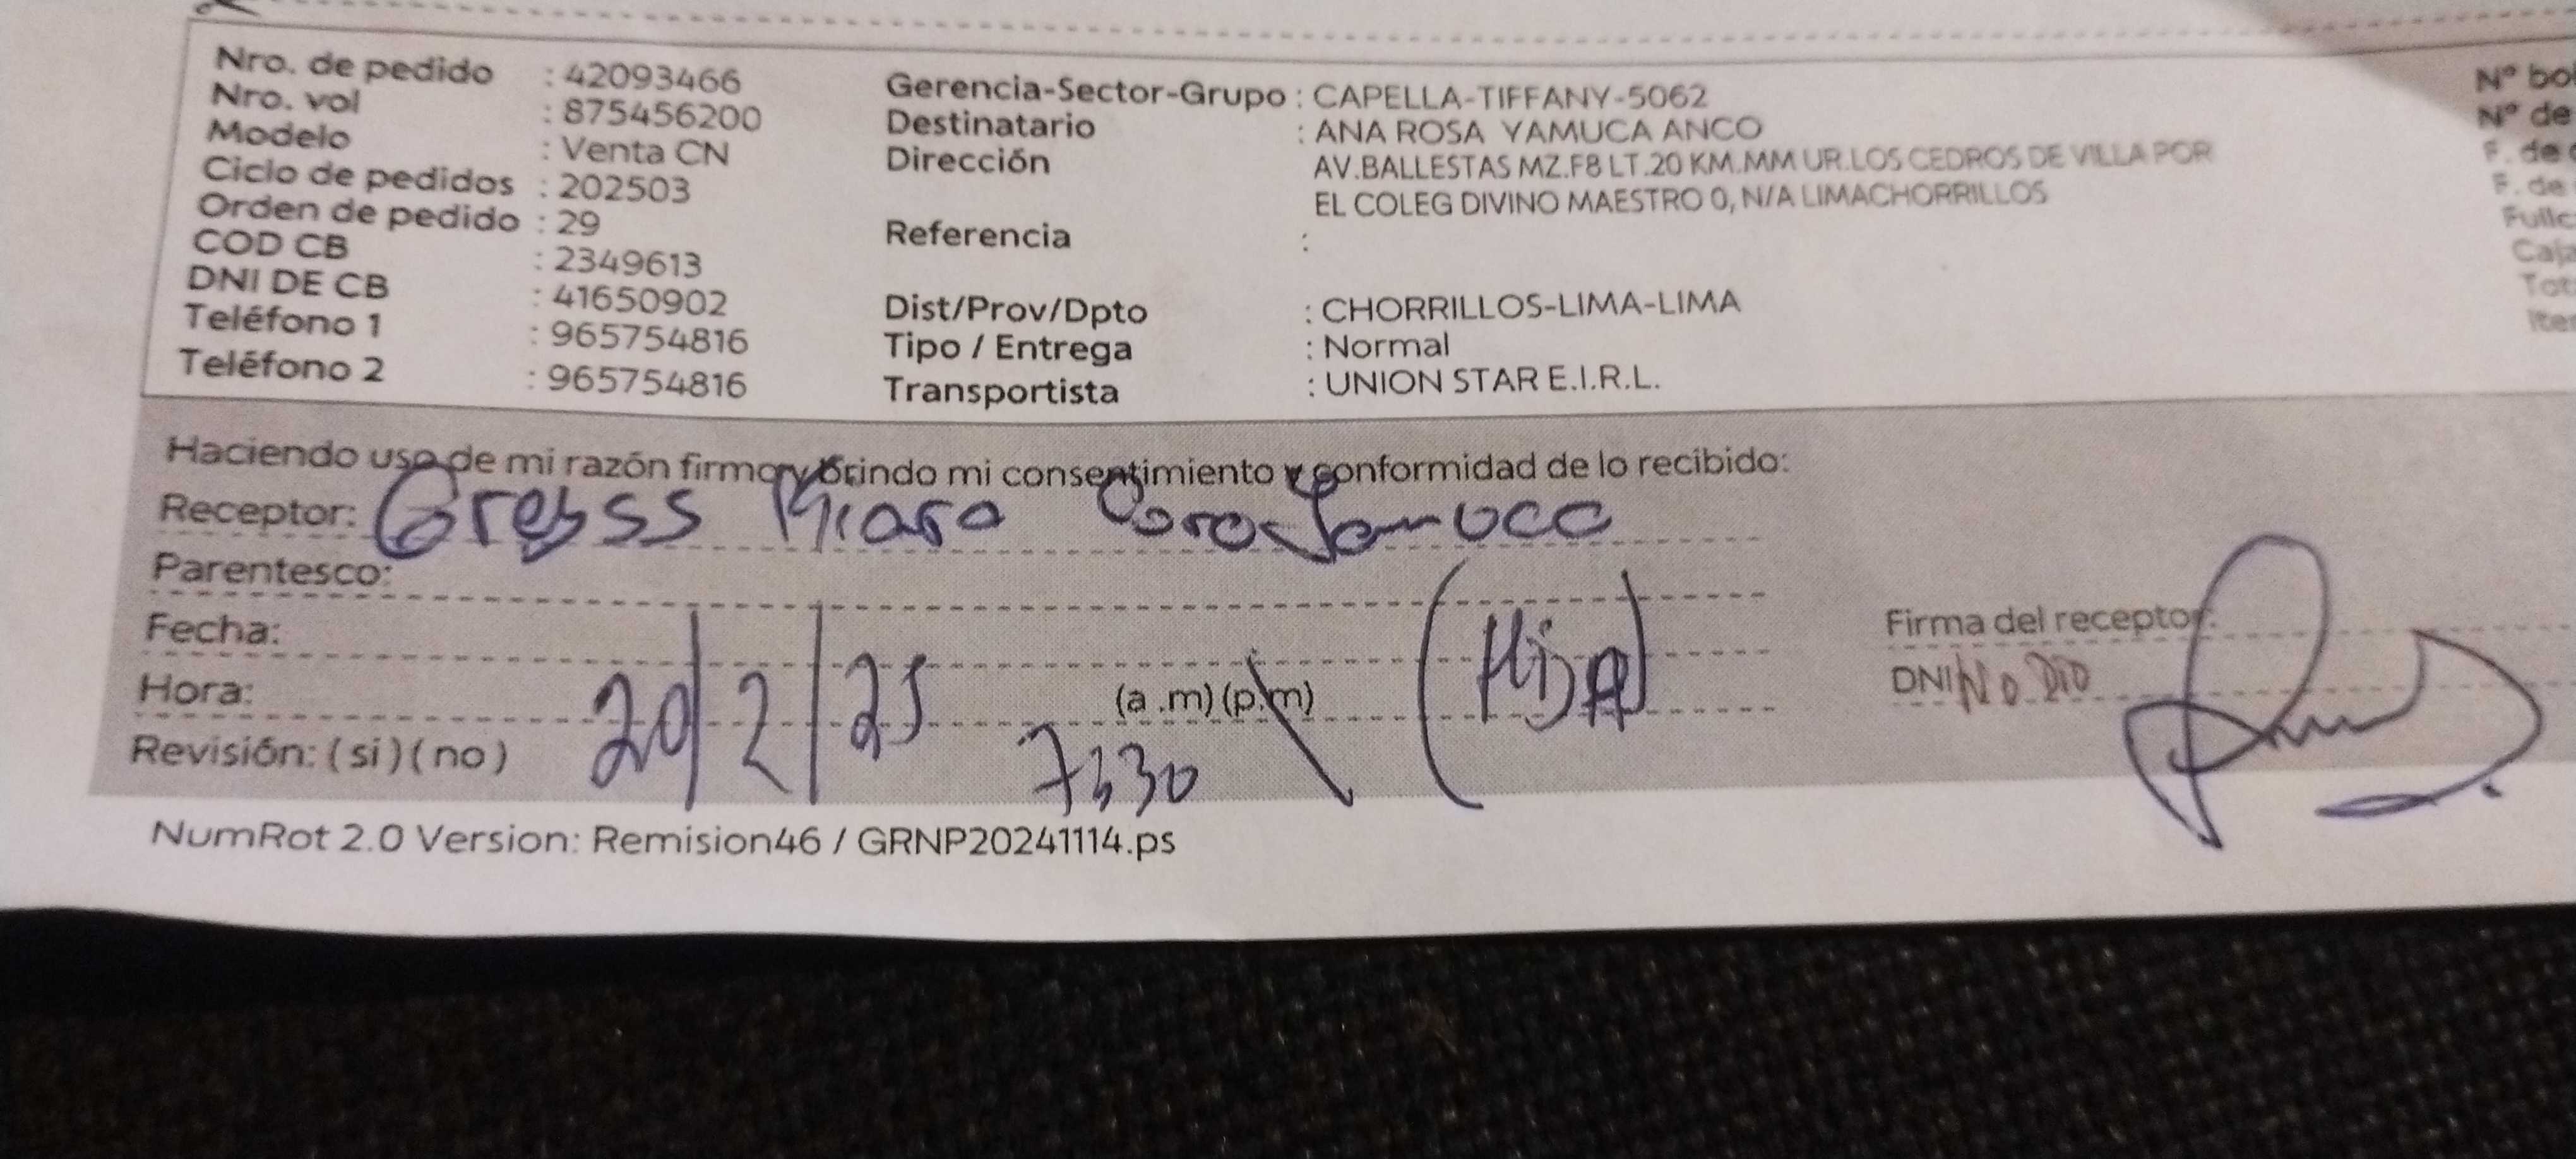 Nro. de pedido : 42093466
Nro. vol : 875456200
Modelo : Venta CN
Ciclo de pedidos : 202503
Orden de pedido : 29
COD CB : 2349613
DNI DE CB : 41650902
Teléfono 1 : 965754816
Teléfono 2 : 965754816
Gerencia-Sector-Grupo : CAPELLA-TIFFANY-5062
Destinatario : ANA ROSA YAMUCA ANCO
Dirección AV.BALLESTAS MZ.F8 LT.20 KM.MM UR.LOS CEDROS DE VILLA POR
EL COLEG DIVINO MAESTRO 0, N/A LIMACHORRILLOS
Referencia :
Dist/Prov/Dpto : CHORRILLOS-LIMA-LIMA
Tipo / Entrega : Normal
Transportista : UNION STAR E.I.R.L.
Nº
Nº de
F. de
F. de
Haciendo uso de mi razón firmo y brindo mi consentimiento y conformidad de lo recibido:
Receptor: Kiara
Parentesco:
(HiJA)
Fecha:
20/2/25
Hora: (a .m) (p.m)
7:30
Revisión: ( si ) ( no )
Firma del receptor:
DNI No DIO
NumRot 2.0 Version: Remision46 / GRNP20241114.ps